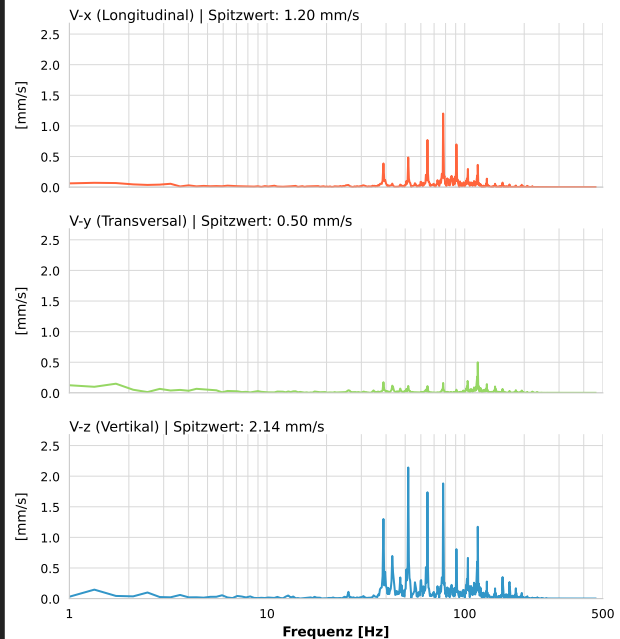 V-x (Longitudinal) | Spitzwert: 1.20 mm/s
2.5
2.0
1.5
1.0
0.5
0.0
[mm/s]
V-y (Transversal) | Spitzwert: 0.50 mm/s
2.5
2.0
1.5
1.0
0.5
0.0
[mm/s]
V-z (Vertikal) | Spitzwert: 2.14 mm/s
2.5
2.0
1.5
1.0
0.5
0.0
[mm/s]
1 10 100 500
Frequenz [Hz]